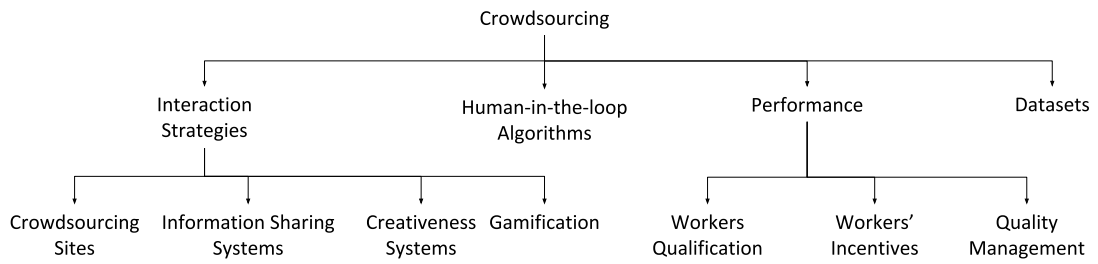 Crowdsourcing
Interaction
Strategies
Human-in-the-loop
Algorithms
Performance
Datasets
Crowdsourcing
Sites
Information Sharing
Systems
Creativeness
Systems
Gamification
Workers
Qualification
Workers’
Incentives
Quality
Management